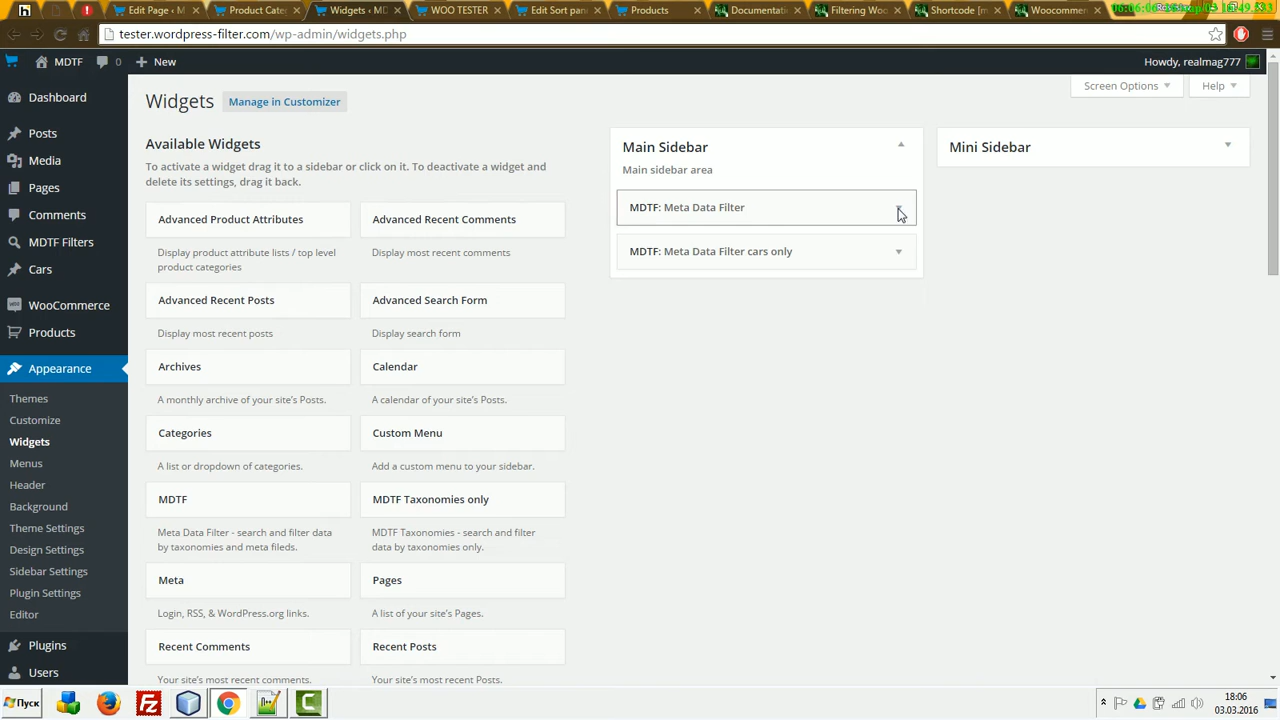 Edit Page ‹ M
Product Cate
Widgets ‹ MD
WOO TESTER
Edit Sort pan
Products
Documentati
Filtering Woo
Shortcode [m
Woocomme
tester.wordpress-filter.com/wp-admin/widgets.php
MDTF
0
New
Howdy, realmag777
Dashboard
Posts
Media
Pages
Comments
MDTF Filters
Cars
WooCommerce
Products
Appearance
Themes
Customize
Widgets
Menus
Header
Background
Theme Settings
Design Settings
Sidebar Settings
Plugin Settings
Editor
Plugins
Users
Screen Options
Help
Widgets
Manage in Customizer
Available Widgets
To activate a widget drag it to a sidebar or click on it. To deactivate a widget and
delete its settings, drag it back.
Advanced Product Attributes
Display product attribute lists / top level
product categories
Advanced Recent Comments
Display most recent comments
Advanced Recent Posts
Display most recent posts
Advanced Search Form
Display search form
Archives
A monthly archive of your site's Posts.
Calendar
A calendar of your site's Posts.
Categories
A list or dropdown of categories.
Custom Menu
Add a custom menu to your sidebar.
MDTF
Meta Data Filter - search and filter data
by taxonomies and meta fileds.
MDTF Taxonomies only
MDTF Taxonomies - search and filter
data by taxonomies only.
Meta
Login, RSS, & WordPress.org links.
Pages
A list of your site's Pages.
Recent Comments
Your site's most recent comments.
Recent Posts
Your site's most recent Posts.
Main Sidebar
Main sidebar area
MDTF: Meta Data Filter
MDTF: Meta Data Filter cars only
Mini Sidebar
Пуск
18:06
03.03.2016